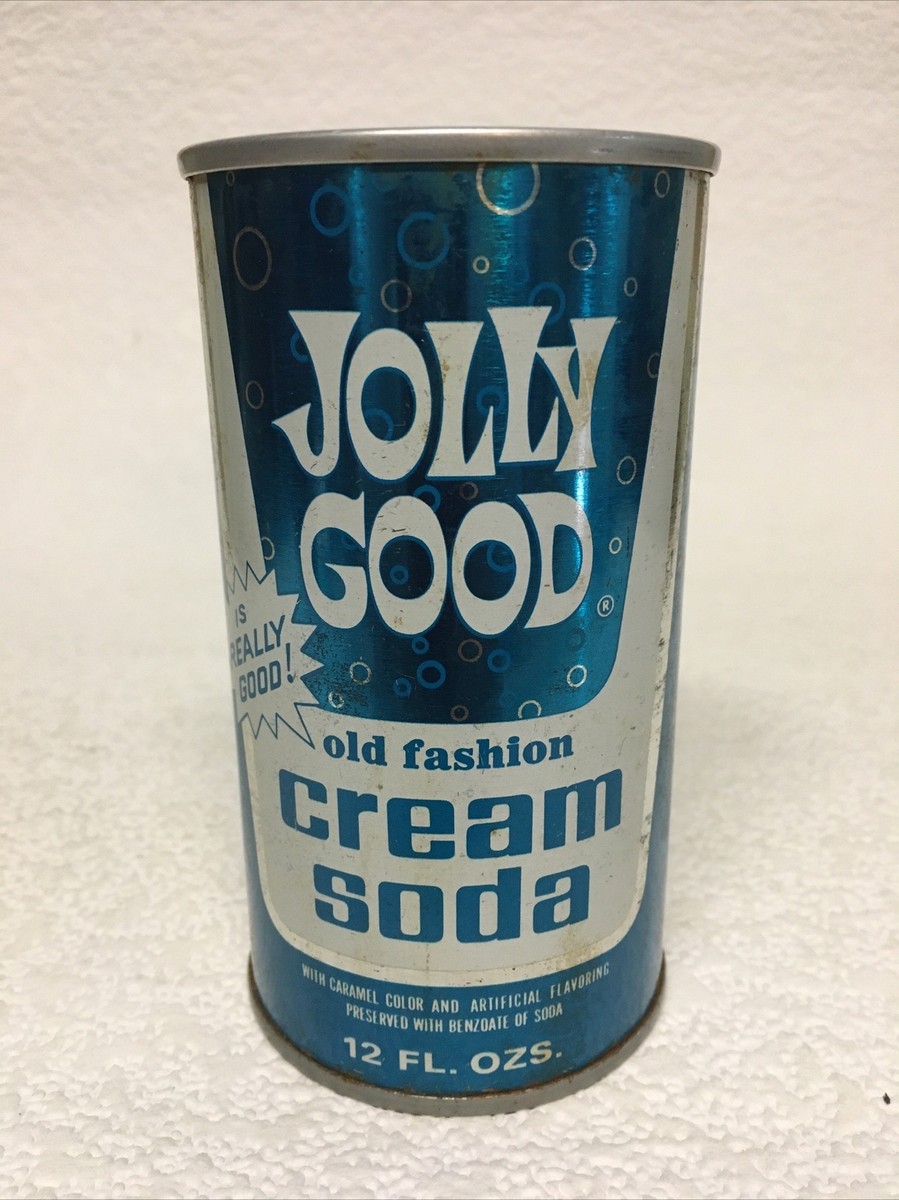 JOLLY
GOOD®
IS
REALLY
GOOD!
old fashion
cream
soda
WITH CARAMEL COLOR AND ARTIFICIAL FLAVORING
PRESERVED WITH BENZOATE OF SODA
12 FL. OZS.